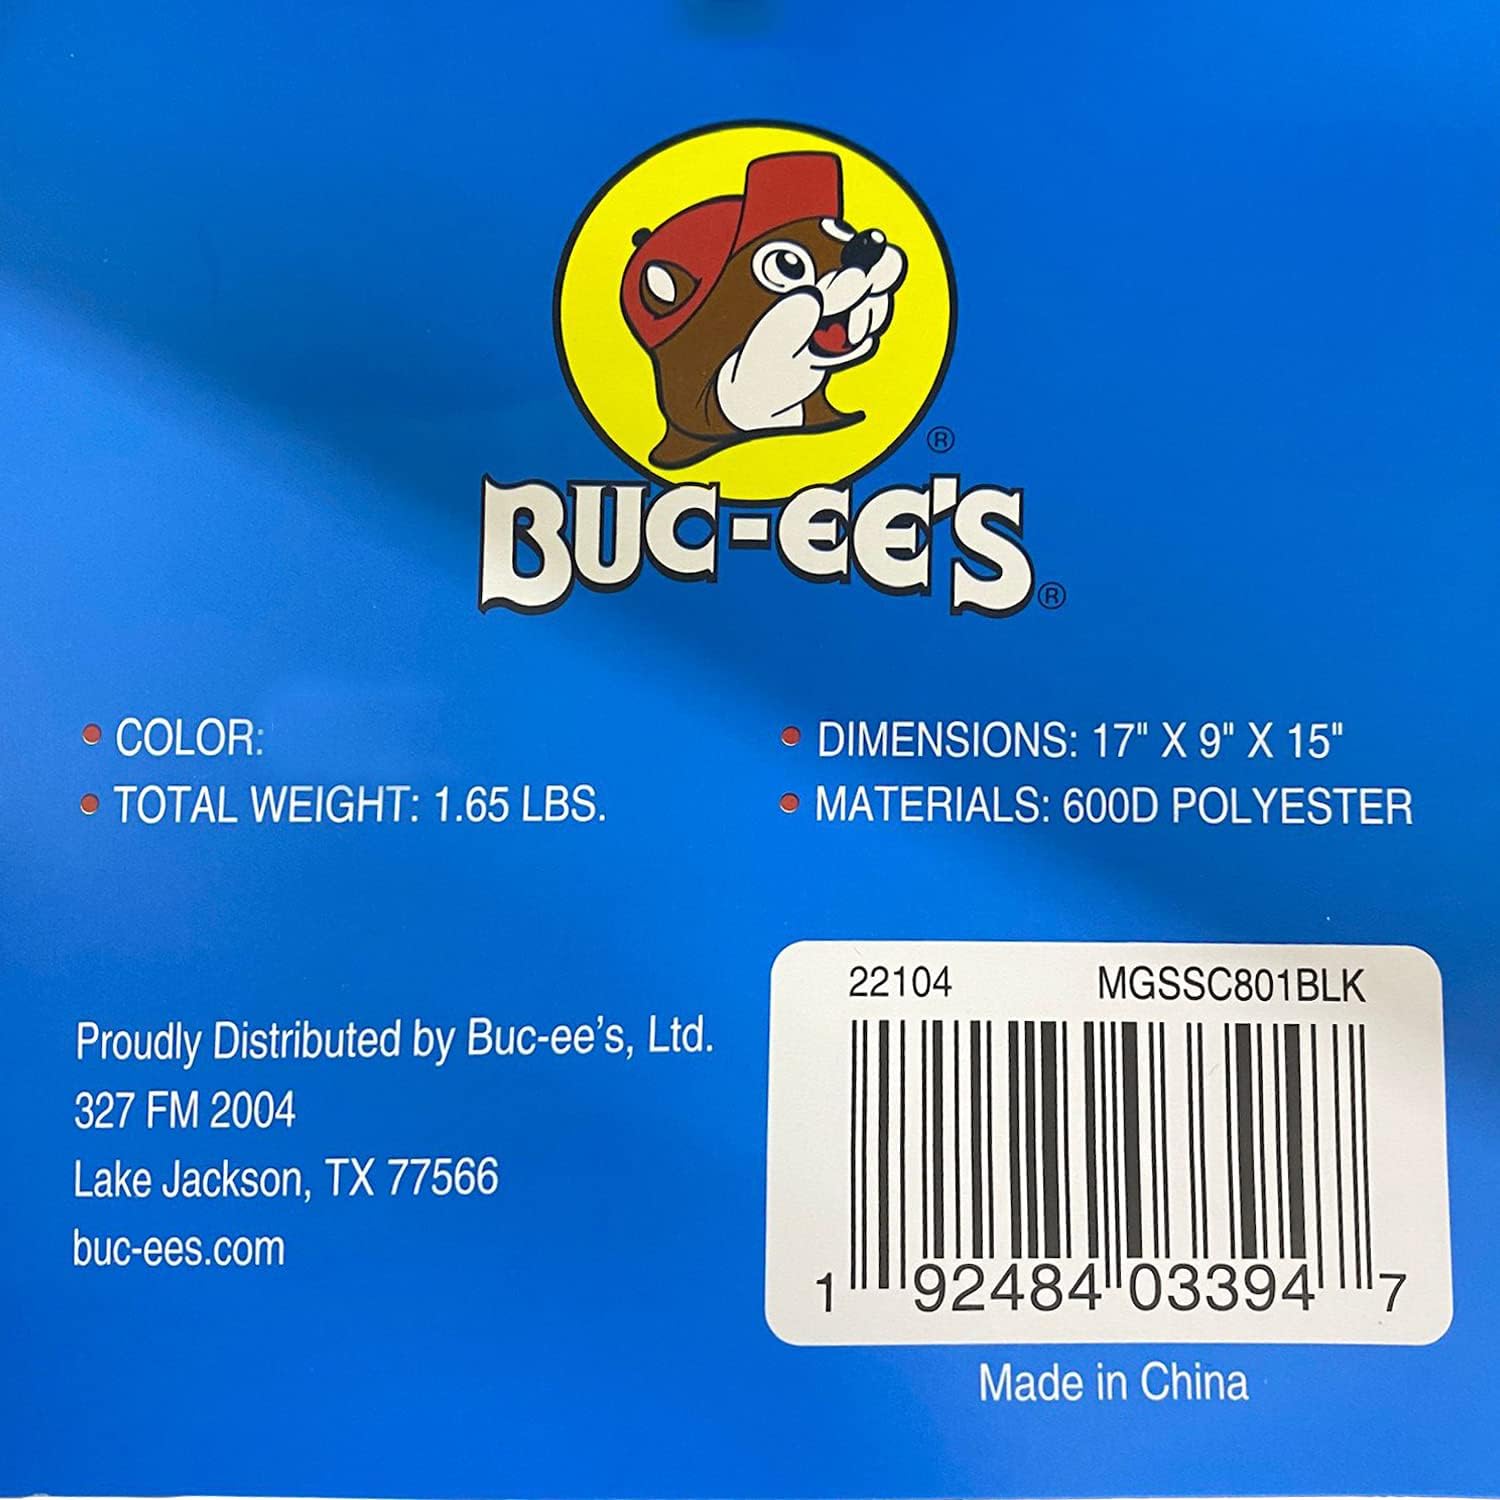 ®
BUC-EE'S®
COLOR:
TOTAL WEIGHT: 1.65 LBS.
DIMENSIONS: 17" X 9" X 15"
MATERIALS: 600D POLYESTER
Proudly Distributed by Buc-ee's, Ltd.
327 FM 2004
Lake Jackson, TX 77566
buc-ees.com
22104 MGSSC801BLK
1 92484 03394 7
Made in China